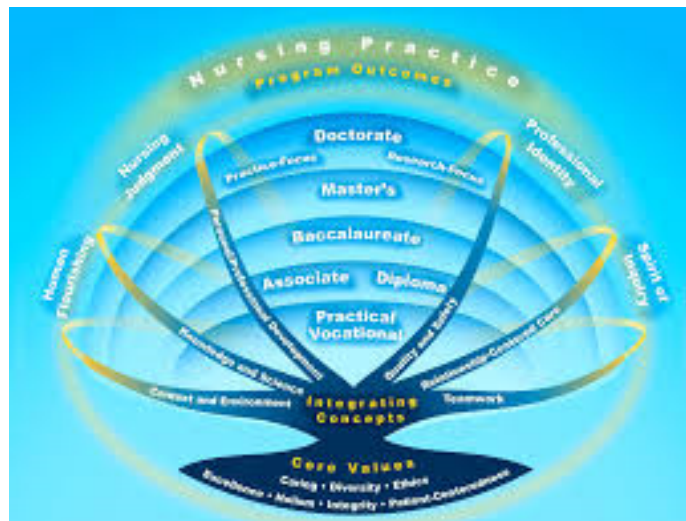 Nursing Practice
Program Outcomes
Nursing
Judgment
Professional
Identity
Human
Flourishing
Spirit of
Inquiry
Doctorate
Practice-Focus
Research-Focus
Master's
Baccalaureate
Associate
Diploma
Practical
Vocational
Personal/Professional Development
Quality and Safety
Knowledge and Science
Relationship-Centered Care
Context and Environment
Teamwork
Integrating
Concepts
Core Values
Caring • Diversity • Ethics
Excellence • Holism • Integrity • Patient-Centeredness